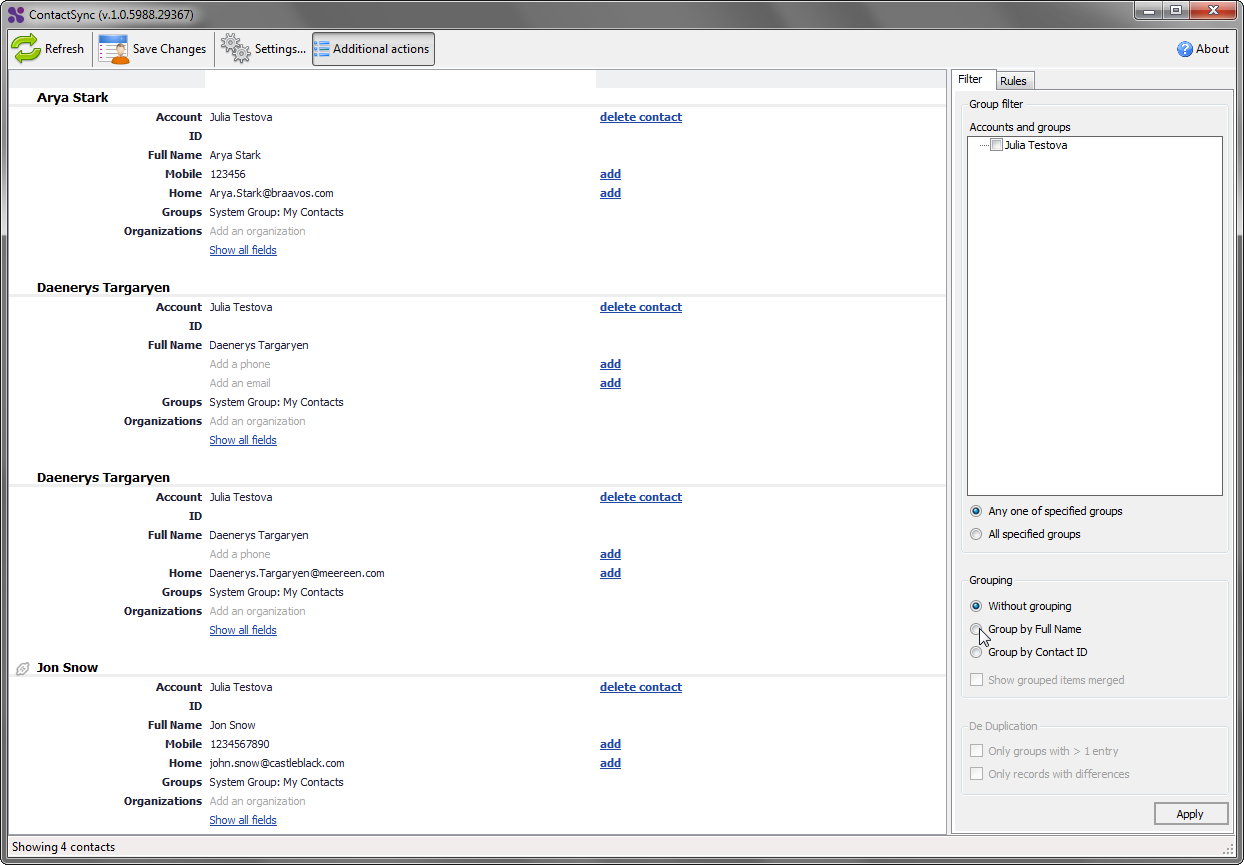 ContactSync (v.1.0.5988.29367)
Refresh Save Changes Settings... Additional actions About
Arya Stark
Account Julia Testova delete contact
ID
Full Name Arya Stark
Mobile 123456 add
Home Arya.Stark@braavos.com add
Groups System Group: My Contacts
Organizations Add an organization
Show all fields
Daenerys Targaryen
Account Julia Testova delete contact
ID
Full Name Daenerys Targaryen
Add a phone add
Add an email add
Groups System Group: My Contacts
Organizations Add an organization
Show all fields
Daenerys Targaryen
Account Julia Testova delete contact
ID
Full Name Daenerys Targaryen
Add a phone add
Home Daenerys.Targaryen@meereen.com add
Groups System Group: My Contacts
Organizations Add an organization
Show all fields
Jon Snow
Account Julia Testova delete contact
ID
Full Name Jon Snow
Mobile 1234567890 add
Home john.snow@castleblack.com add
Groups System Group: My Contacts
Organizations Add an organization
Show all fields
Filter Rules
Group filter
Accounts and groups
Julia Testova
Any one of specified groups
All specified groups
Grouping
Without grouping
Group by Full Name
Group by Contact ID
Show grouped items merged
De Duplication
Only groups with > 1 entry
Only records with differences
Apply
Showing 4 contacts